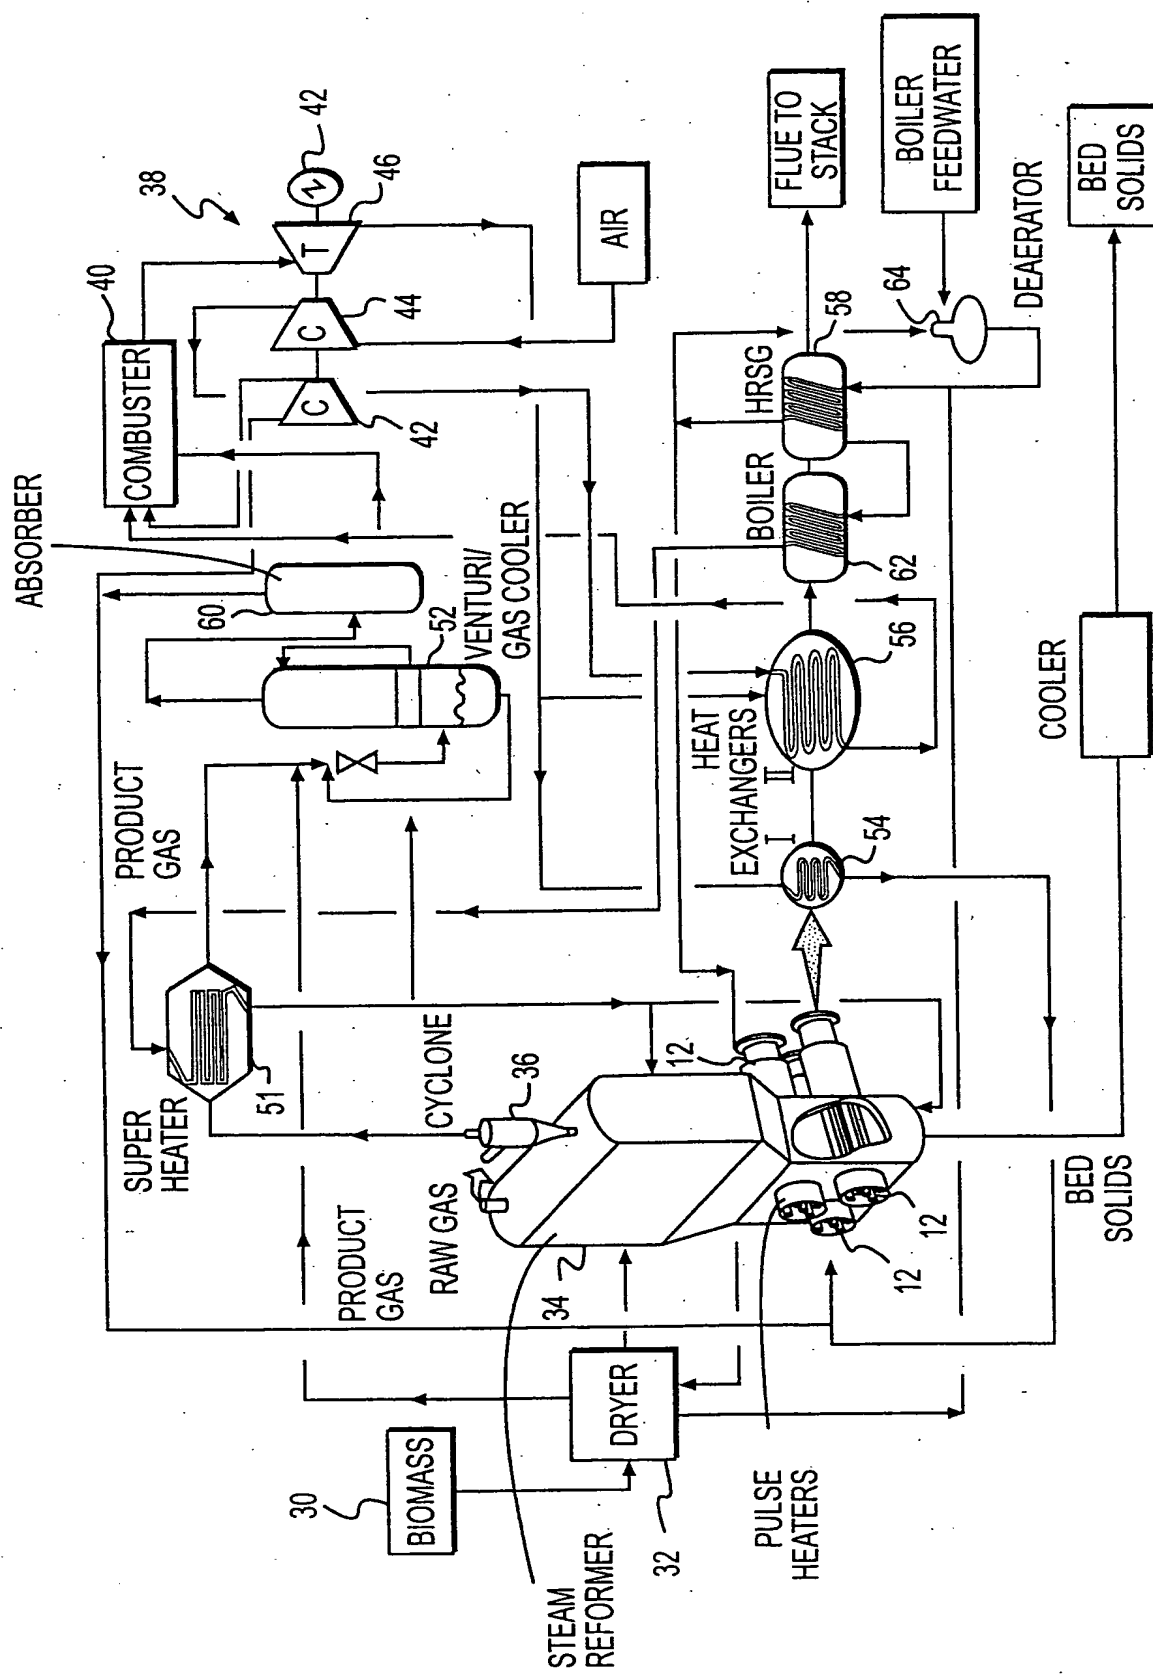 38
42
40
COMBUSTER
T
46
C
44
C
42
AIR
ABSORBER
60
52
VENTURI/
GAS COOLER
PRODUCT
GAS
SUPER
HEATER
51
CYCLONE
36
RAW GAS
PRODUCT
GAS
34
30
BIOMASS
DRYER
32
STEAM
REFORMER
PULSE
HEATERS
12
12
12
HEAT
EXCHANGERS
I
II
54
56
BOILER
62
HRSG
58
FLUE TO
STACK
BOILER
FEEDWATER
64
DEAERATOR
BED
SOLIDS
COOLER
BED
SOLIDS